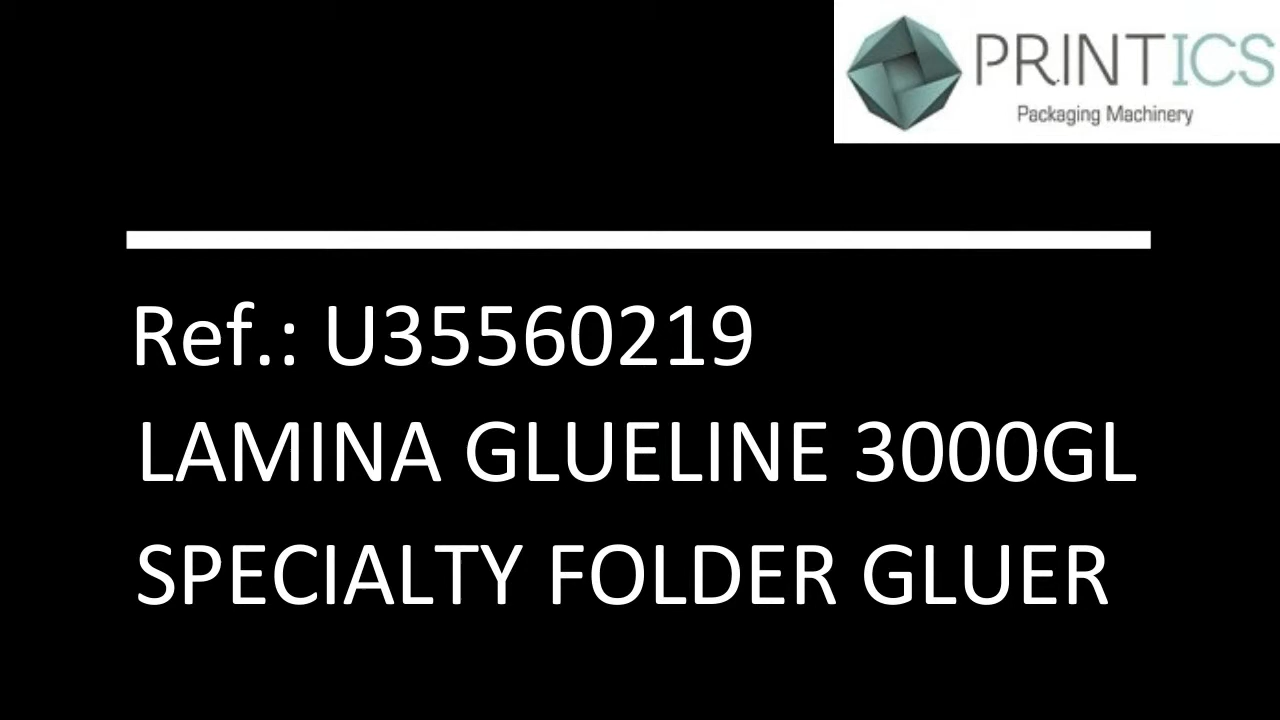 PRINTICS
Packaging Machinery
Ref.: U35560219
LAMINA GLUELINE 3000GL
SPECIALTY FOLDER GLUER